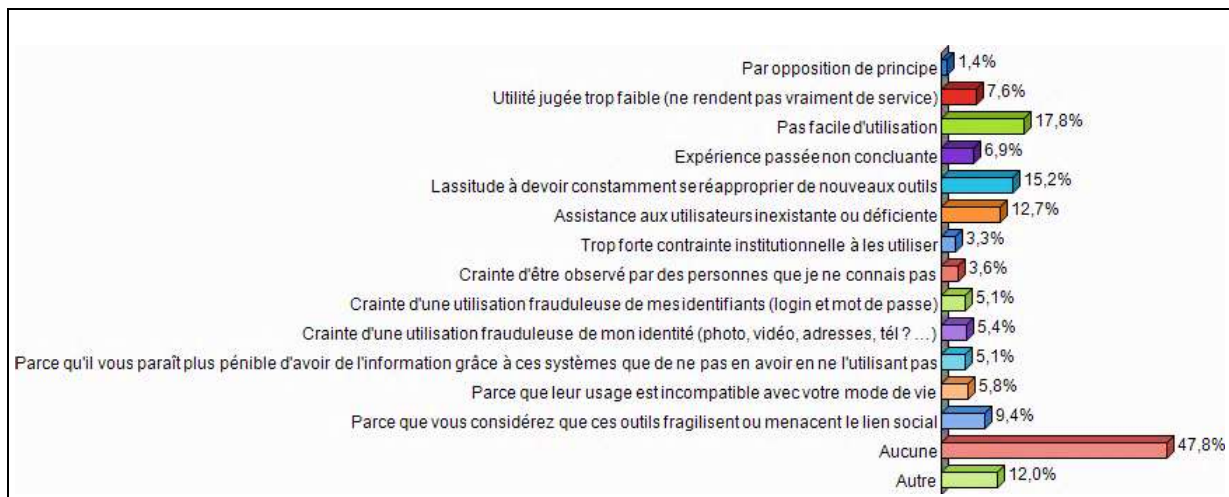 Par opposition de principe 1,4%
Utilité jugée trop faible (ne rendent pas vraiment de service) 7,6%
Pas facile d'utilisation 17,8%
Expérience passée non concluante 6,9%
Lassitude à devoir constamment se réapproprier de nouveaux outils 15,2%
Assistance aux utilisateurs inexistante ou déficiente 12,7%
Trop forte contrainte institutionnelle à les utiliser 3,3%
Crainte d'être observé par des personnes que je ne connais pas 3,6%
Crainte d'une utilisation frauduleuse de mes identifiants (login et mot de passe) 5,1%
Crainte d'une utilisation frauduleuse de mon identité (photo, vidéo, adresses, tél ? …) 5,4%
Parce qu'il vous paraît plus pénible d'avoir de l'information grâce à ces systèmes que de ne pas en avoir en ne l'utilisant pas 5,1%
Parce que leur usage est incompatible avec votre mode de vie 5,8%
Parce que vous considérez que ces outils fragilisent ou menacent le lien social 9,4%
Aucune 47,8%
Autre 12,0%